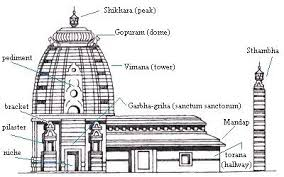 Shikhara (peak)
Gopuram (dome)
Sthambha
pediment
Vimana (tower)
bracket
Garbha-griha (sanctum sanctorum)
pilaster
Mandap
niche
torana
(hallway)